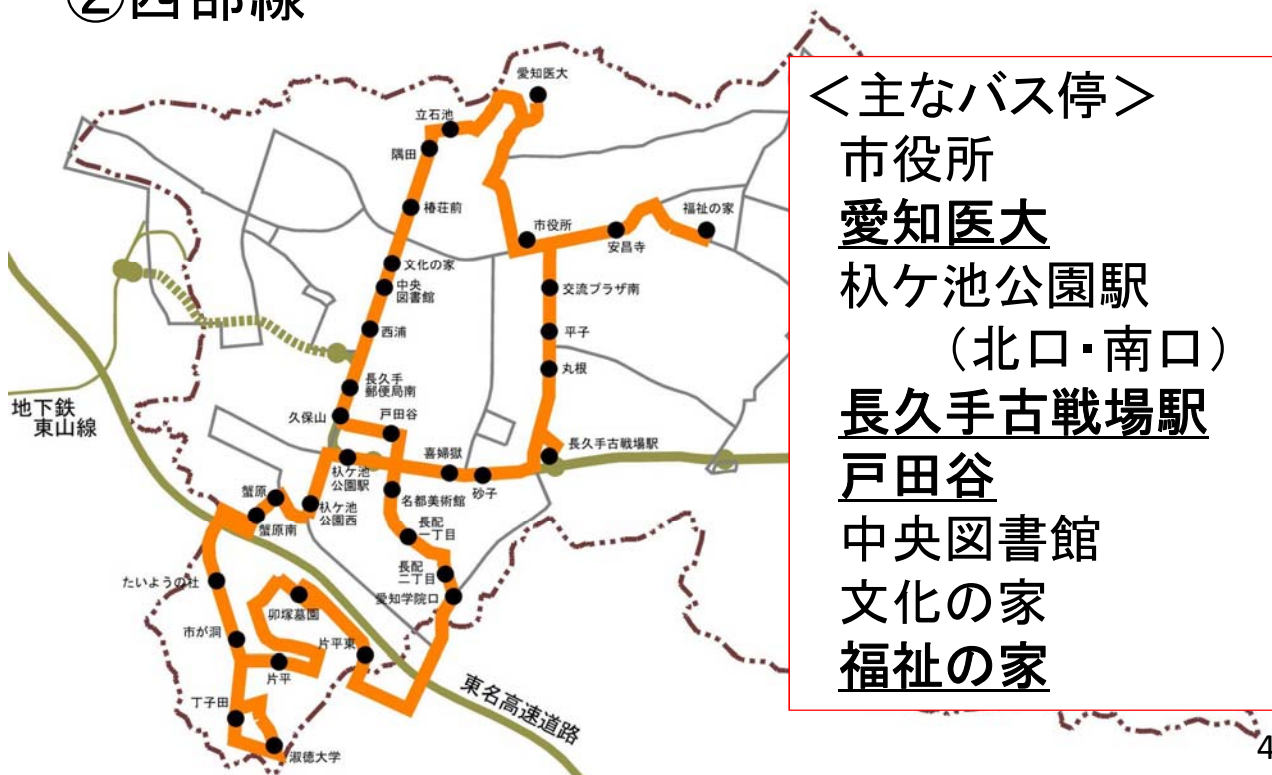 ②西部線
愛知医大
立石池
隅田
椿荘前
市役所
福祉の家
安昌寺
文化の家
中央
図書館
交流プラザ南
西浦
平子
丸根
長久手
郵便局南
地下鉄
東山線
久保山
戸田谷
長久手古戦場駅
喜婦嶽
杁ケ池
公園駅
砂子
名都美術館
蟹原
杁ケ池
公園西
蟹原南
長配
一丁目
長配
二丁目
たいようの杜
愛知学院口
卯塚墓園
市が洞
片平東
片平
丁子田
東名高速道路
淑徳大学
<主なバス停>
市役所
愛知医大
杁ケ池公園駅
（北口・南口）
長久手古戦場駅
戸田谷
中央図書館
文化の家
福祉の家
4